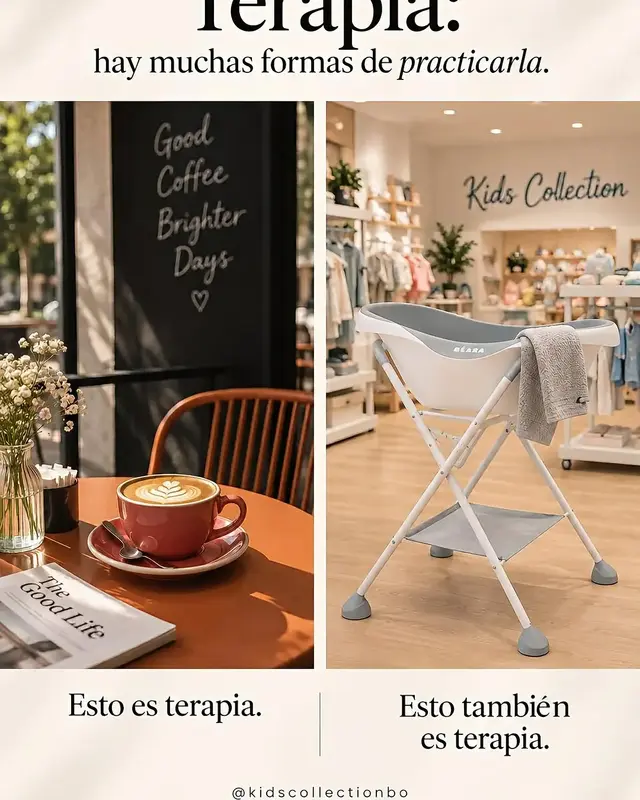 Terapia:
hay muchas formas de practicarla.
Good
Coffee
Brighter
Days
Kids Collection
BÉARA
The
Good Life
Esto es terapia.
Esto también
es terapia.
@kidscollectionbo